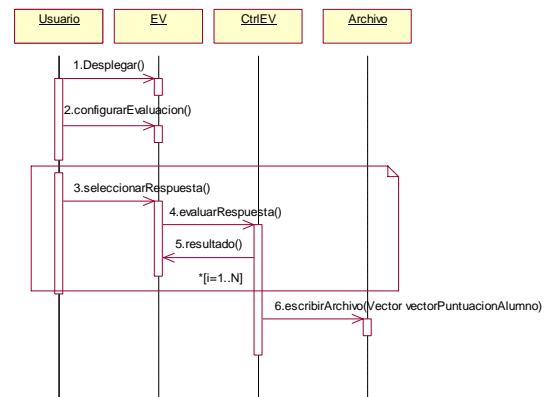 Usuario EV CtrlEV Archivo
1.Desplegar()
2.configurarEvaluacion()
3.seleccionarRespuesta()
4.evaluarRespuesta()
5.resultado()
*[i=1..N]
6.escribirArchivo(Vector vectorPuntuacionAlumno)